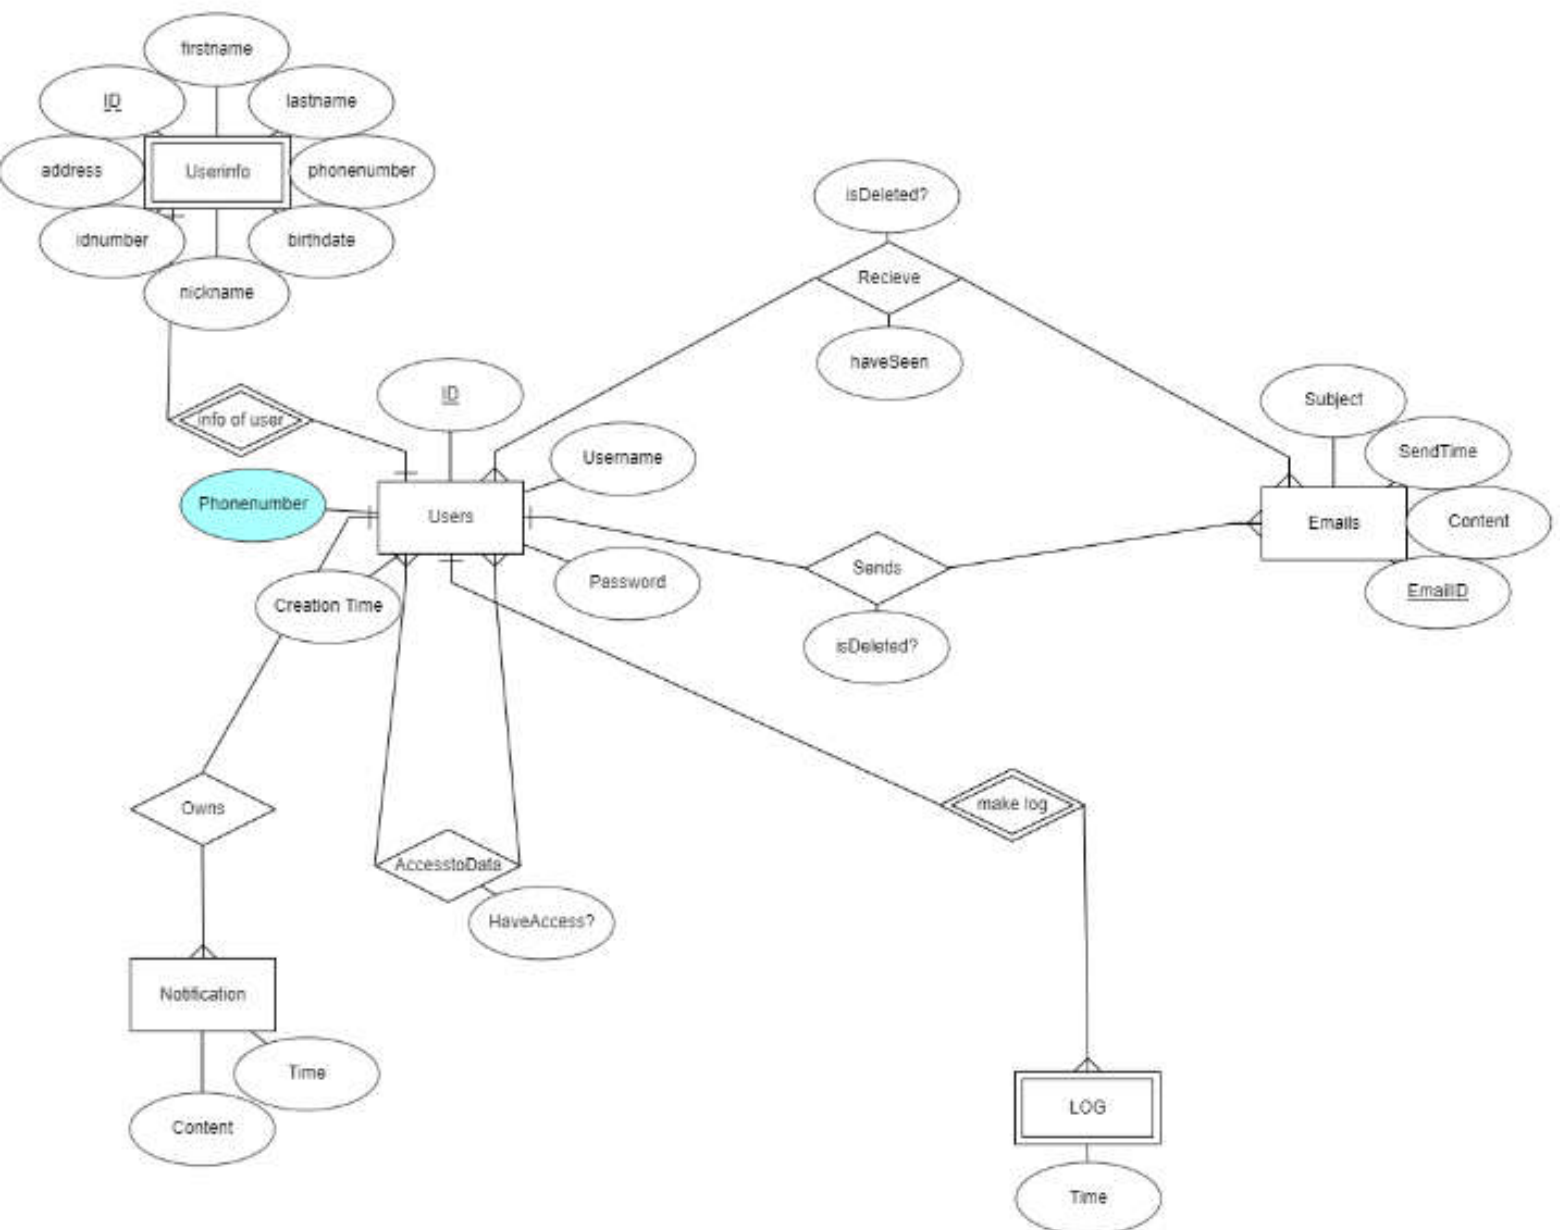 firstname
ID
lastname
address
Userinfo
phonenumber
idnumber
birthdate
nickname
isDeleted?
Recieve
haveSeen
info of user
ID
Username
Phonenumber
Users
Password
Creation Time
Sends
isDeleted?
Subject
SendTime
Emails
Content
EmailID
Owns
AccesstoData
HaveAccess?
make log
Notification
Time
Content
LOG
Time